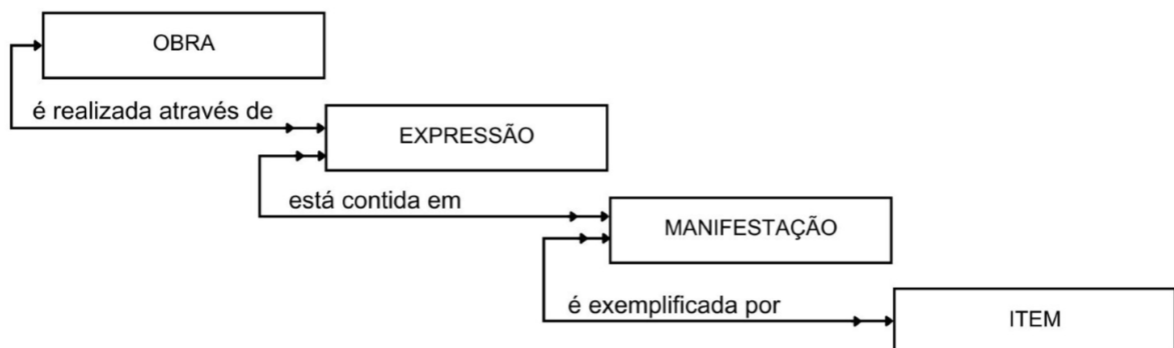 OBRA
é realizada através de
EXPRESSÃO
está contida em
MANIFESTAÇÃO
é exemplificada por
ITEM